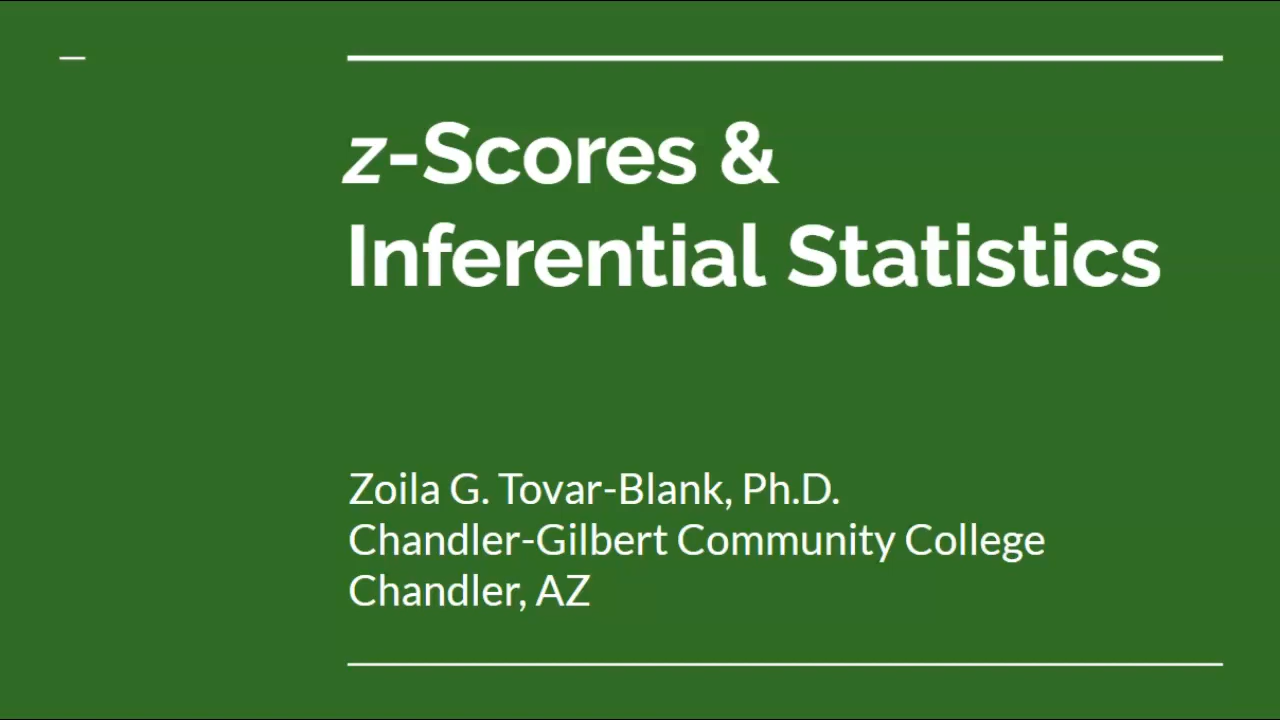 z-Scores &
Inferential Statistics
Zoila G. Tovar-Blank, Ph.D.
Chandler-Gilbert Community College
Chandler, AZ